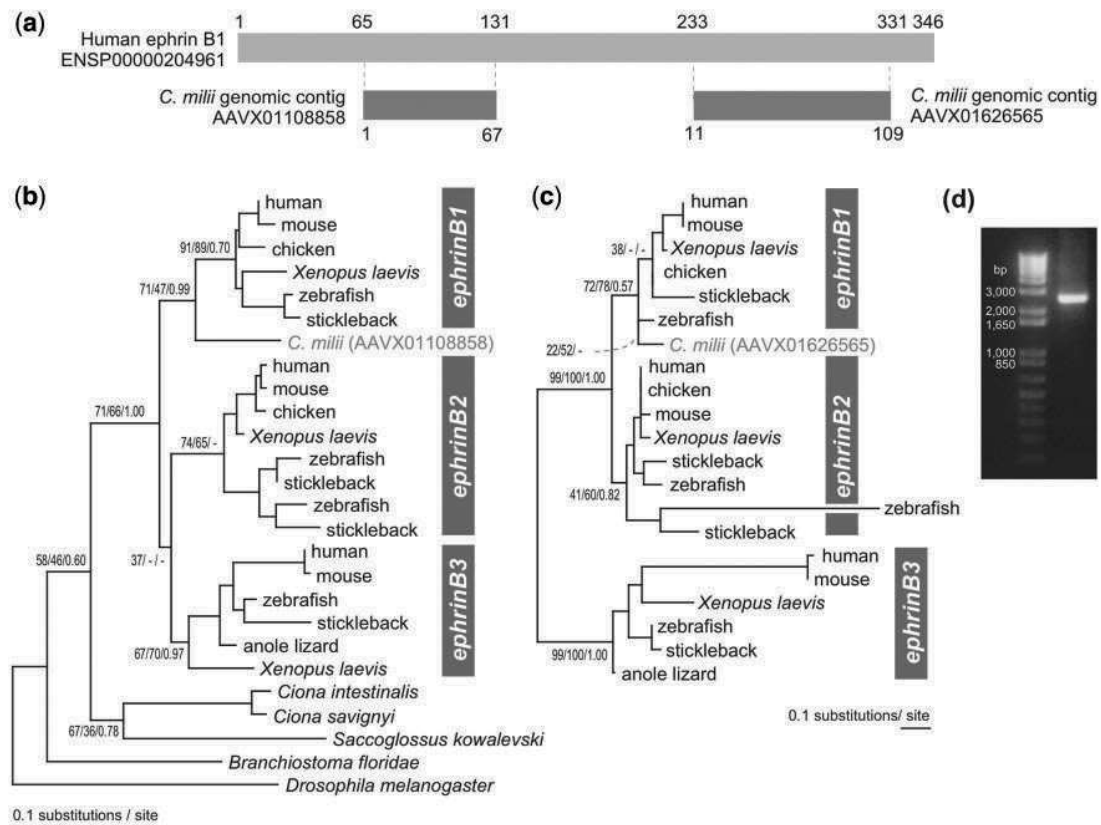 (a)
1 65 131 233 331 346
Human ephrin B1
ENSP00000204961
C. milii genomic contig
AAVX01108858
1 67
11 109
C. milii genomic contig
AAVX01626565
(b)
human
mouse
chicken
91/89/0.70
Xenopus laevis
71/47/0.99
zebrafish
stickleback
C. milii (AAVX01108858)
ephrinB1
human
mouse
chicken
71/66/1.00
Xenopus laevis
74/65/ -
zebrafish
stickleback
zebrafish
stickleback
ephrinB2
human
mouse
58/46/0.60
37/ - / -
zebrafish
stickleback
anole lizard
67/70/0.97
Xenopus laevis
ephrinB3
Ciona intestinalis
Ciona savignyi
67/36/0.78
Saccoglossus kowalevski
Branchiostoma floridae
Drosophila melanogaster
0.1 substitutions / site
(c)
human
mouse
38/ - / -
Xenopus laevis
chicken
72/78/0.57
stickleback
zebrafish
C. milii (AAVX01626565)
22/52/ -
ephrinB1
99/100/1.00
human
chicken
mouse
Xenopus laevis
stickleback
zebrafish
41/60/0.82
zebrafish
stickleback
ephrinB2
human
mouse
Xenopus laevis
zebrafish
stickleback
99/100/1.00
anole lizard
ephrinB3
0.1 substitutions/ site
(d)
bp
3,000
2,000
1,650
1,000
850